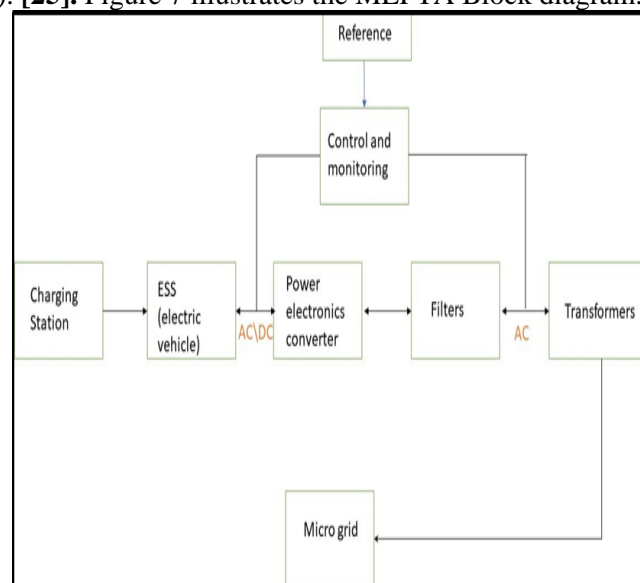 [25]. Figure 7 illustrates the
Block diagram.
Reference
Control and
monitoring
Charging
Station
ESS
(electric
vehicle)
AC\DC
Power
electronics
converter
Filters
AC
Transformers
Micro grid